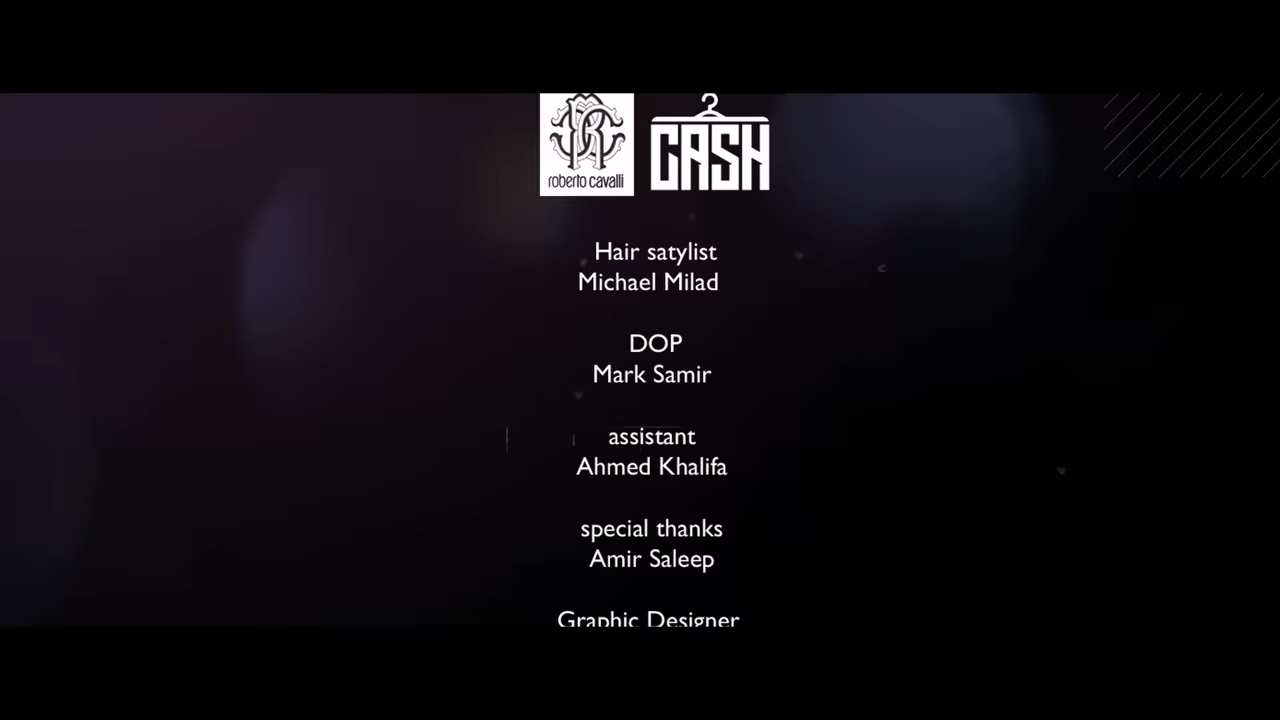 roberto cavalli
CASH
Hair satylist
Michael Milad
DOP
Mark Samir
assistant
Ahmed Khalifa
special thanks
Amir Saleep
Graphic Designer